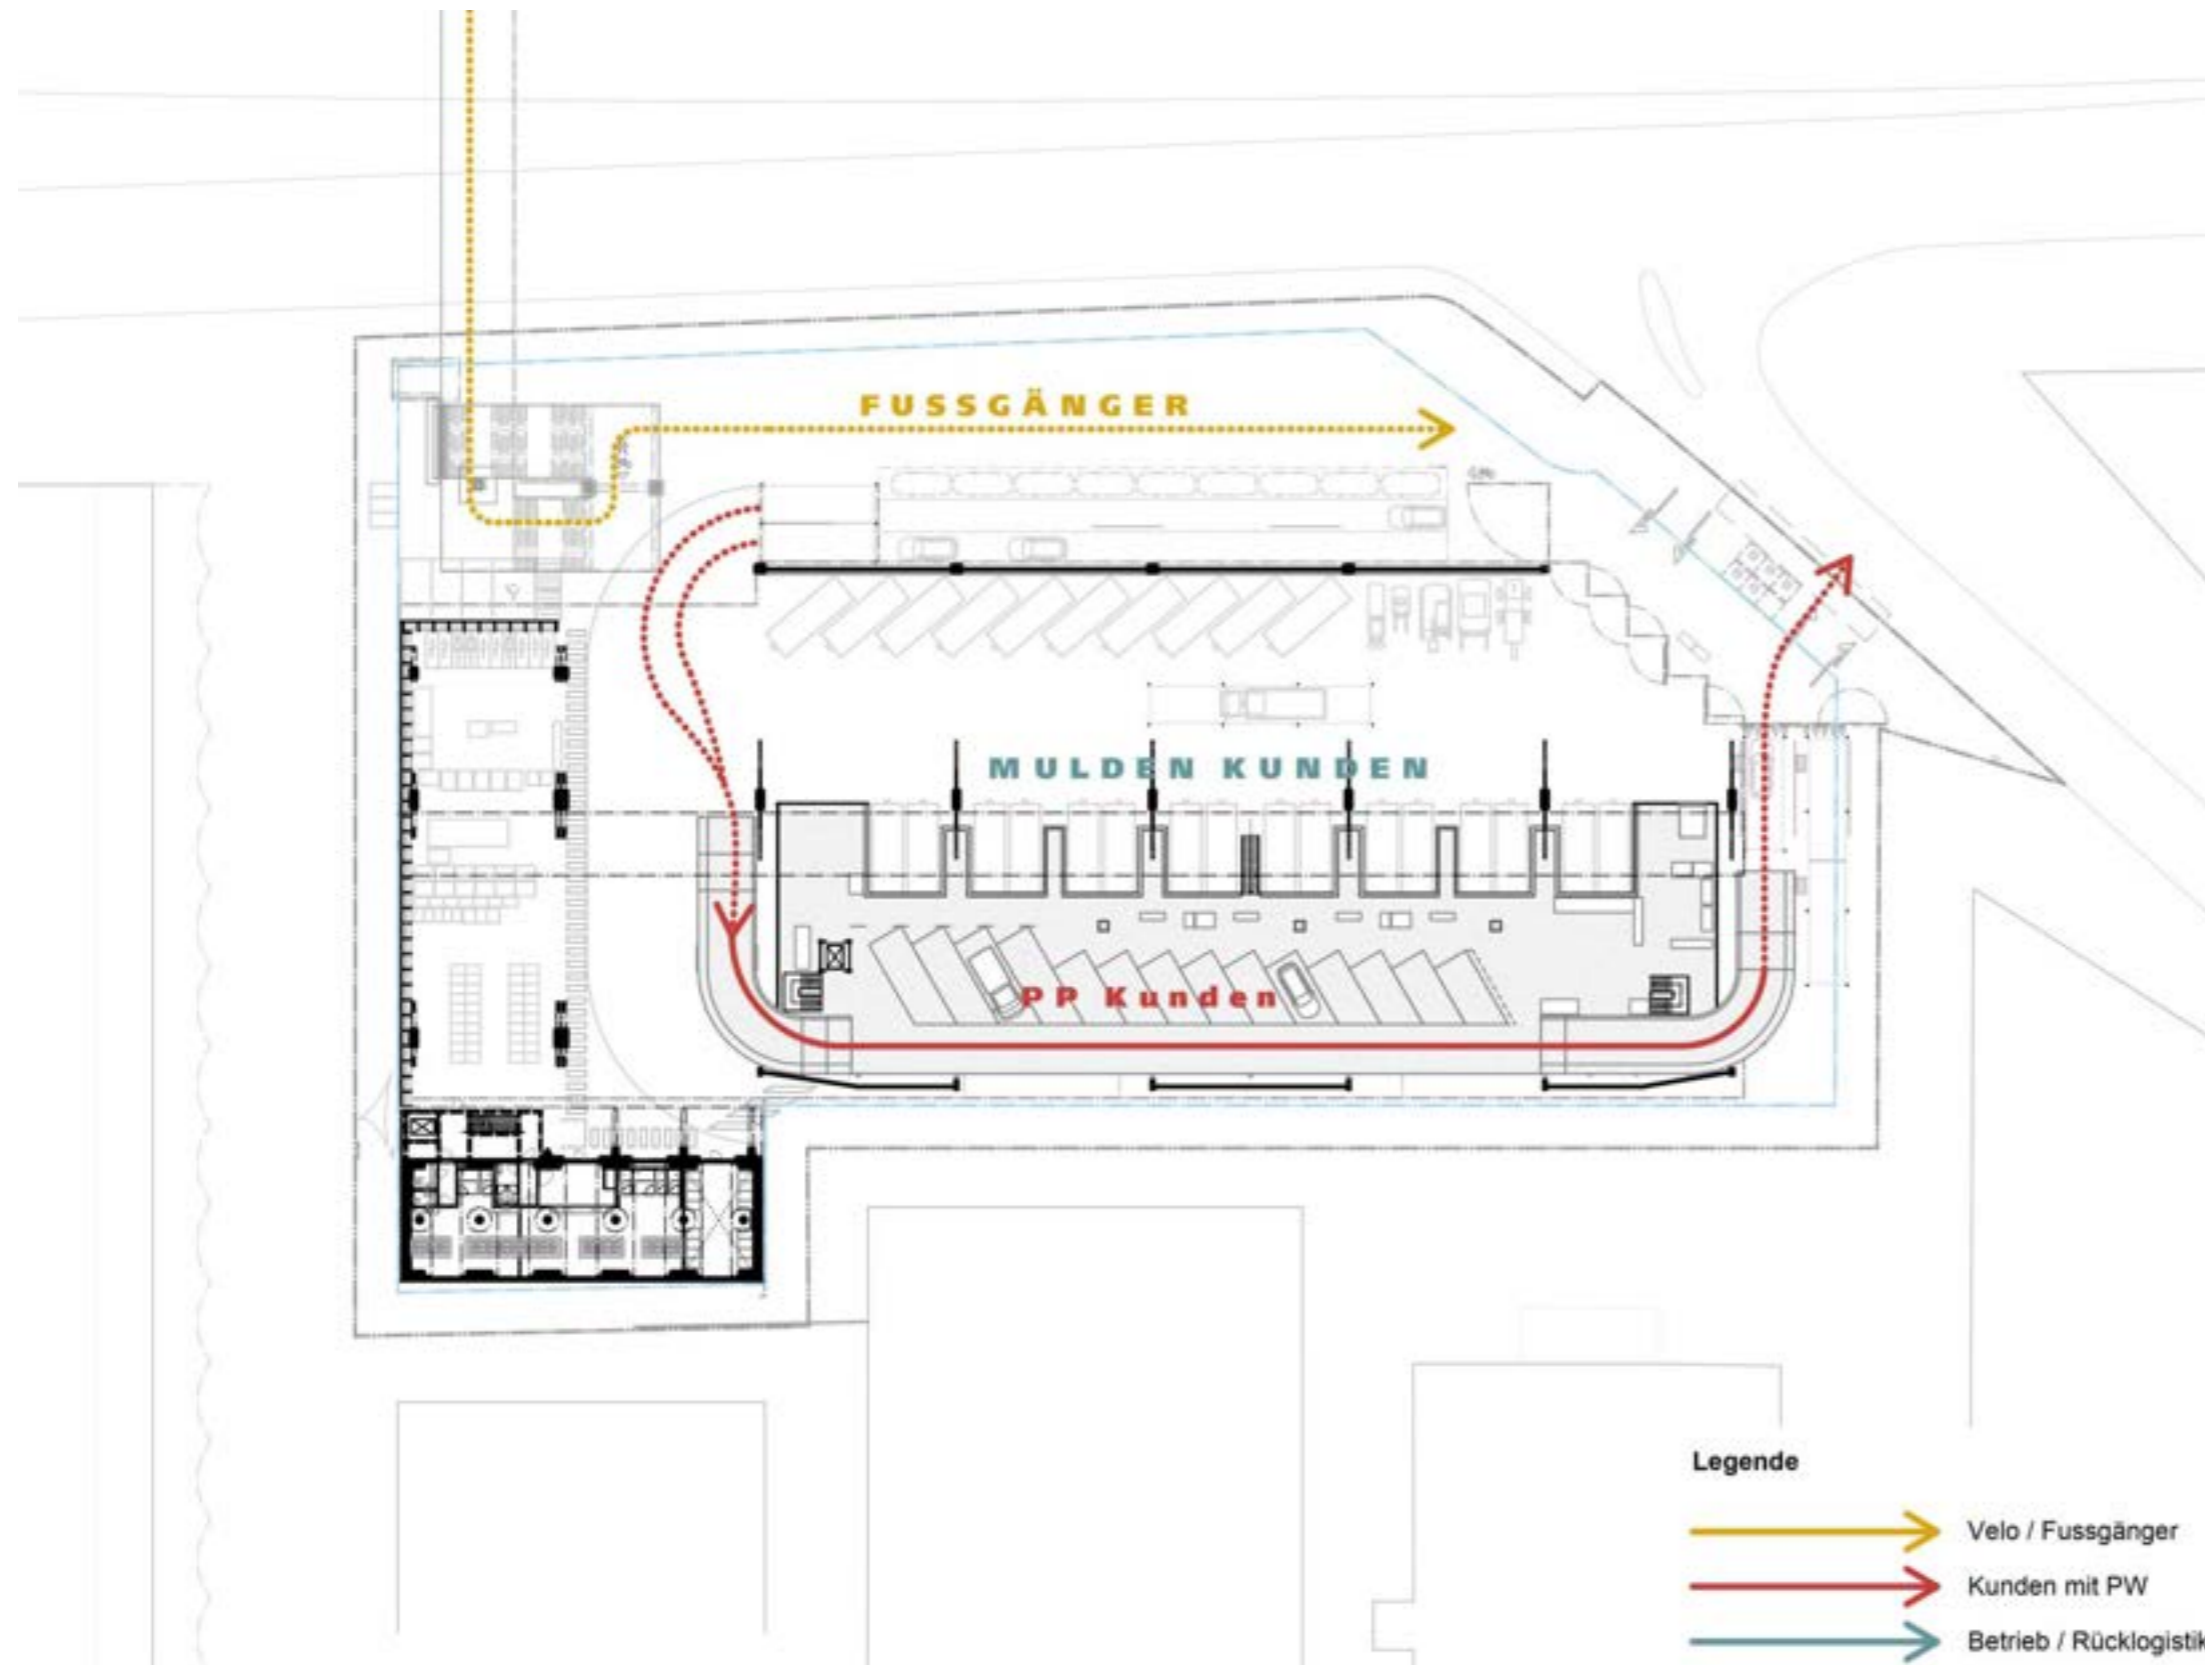 FUSSGÄNGER
MULDEN KUNDEN
PP Kunden
Legende
Velo / Fussgänger
Kunden mit PW
Betrieb / Rücklogistik